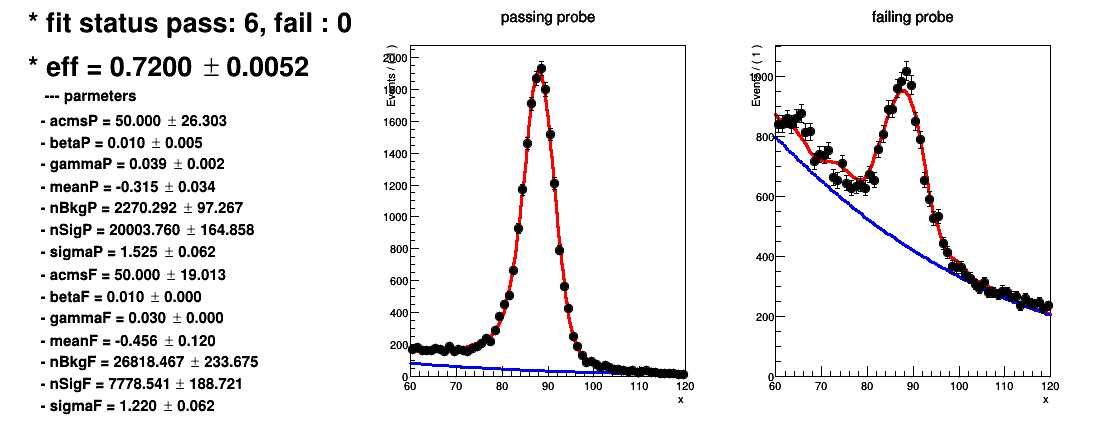 * fit status pass: 6, fail : 0
* eff = 0.7200 ± 0.0052
--- parmeters
- acmsP = 50.000 ± 26.303
- betaP = 0.010 ± 0.005
- gammaP = 0.039 ± 0.002
- meanP = -0.315 ± 0.034
- nBkgP = 2270.292 ± 97.267
- nSigP = 20003.760 ± 164.858
- sigmaP = 1.525 ± 0.062
- acmsF = 50.000 ± 19.013
- betaF = 0.010 ± 0.000
- gammaF = 0.030 ± 0.000
- meanF = -0.456 ± 0.120
- nBkgF = 26818.467 ± 233.675
- nSigF = 7778.541 ± 188.721
- sigmaF = 1.220 ± 0.062
passing probe
Events / ( 1 )
2000
1800
1600
1400
1200
1000
800
600
400
200
0
60 70 80 90 100 110 120
x
failing probe
Events / ( 1 )
1000
800
600
400
200
0
60 70 80 90 100 110 120
x